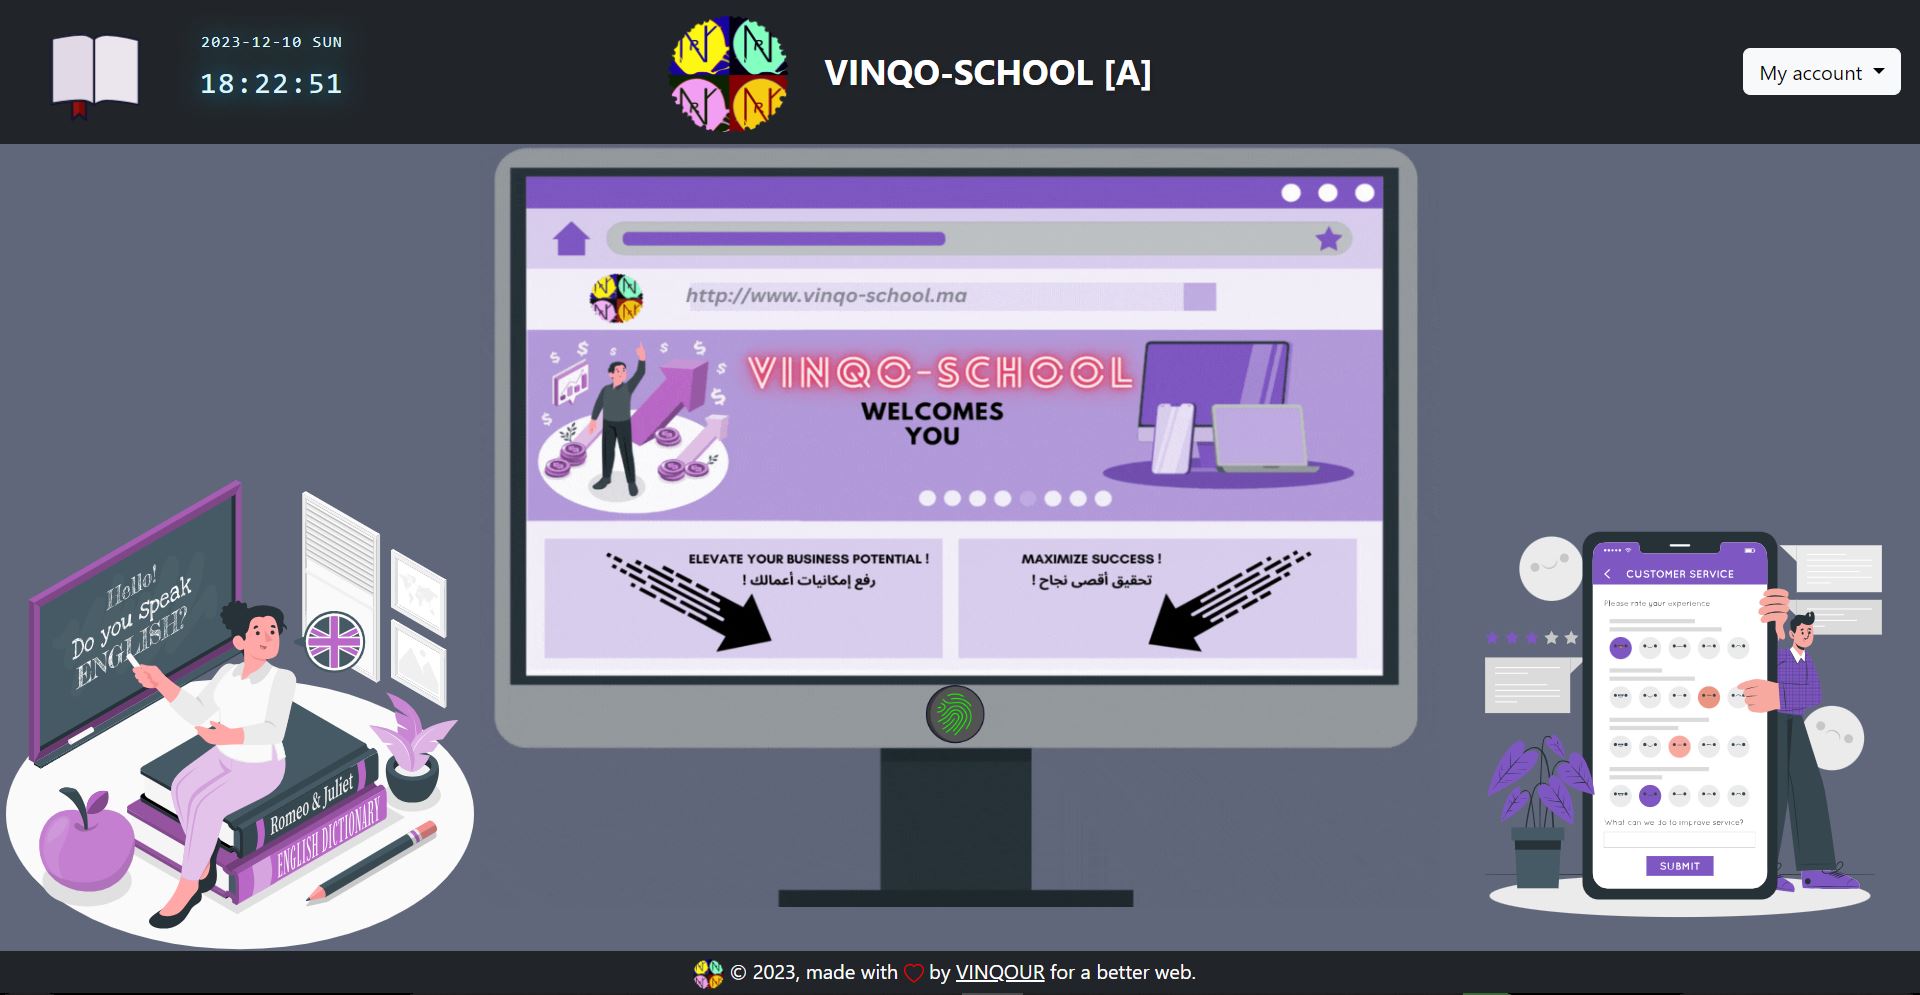 2023-12-10 SUN
18:22:51
VINQO-SCHOOL [A]
My account
http://www.vinqo-school.ma
VINQO-SCHOOL
WELCOMES
YOU
ELEVATE YOUR BUSINESS POTENTIAL !
رفع إمكانيات أعمالك !
MAXIMIZE SUCCESS !
تحقيق أقصى نجاح !
Hello!
Do you speak
ENGLISH?
Romeo & Juliet
ENGLISH DICTIONARY
CUSTOMER SERVICE
Please rate your experience
What can we do to improve service?
SUBMIT
© 2023, made with by VINQOUR for a better web.